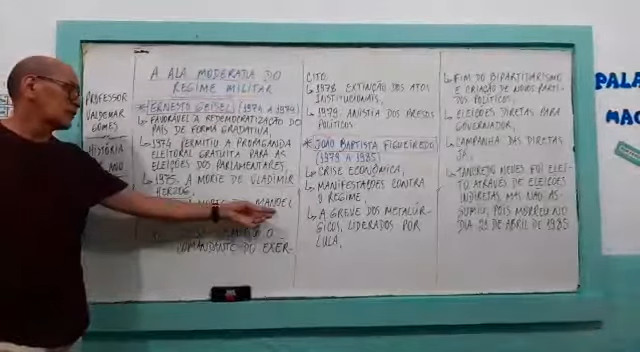 PROFESSOR
VALDEMAR
GOMES
HISTÓRIA
ANO
A ALA MODERADA DO
REGIME MILITAR
* ERNESTO GEISEL (1974 A 1979)
↳ FAVORÁVEL A REDEMOCRATIZAÇÃO DO
PAÍS DE FORMA GRADATIVA,
↳ 1974 PERMITIU A PROPAGANDA
ELEITORAL GRATUITA PARA AS
ELEIÇÕES DOS PARLAMENTARES,
↳ 1975. A MORTE DE VLADIMIR
HERZOG,
MORTE DE MANOEL
O
COMANDANTE DO EXÉR-
CITO.
↳ 1978 EXTINÇÃO DOS ATOS
INSTITUCIONAIS,
↳ 1979. ANISTIA DOS PRESOS
POLÍTICOS
* JOÃO BAPTISTA FIGUEIREDO
(1979 A 1985)
↳ CRISE ECONÔMICA,
↳ MANIFESTAÇÕES CONTRA
O REGIME,
↳ A GREVE DOS METALÚR-
GICOS, LIDERADOS POR
LULA,
↳ FIM DO BIPARTIDARISMO
E CRIAÇÃO DE NOVOS PARTI-
DOS POLÍTICOS,
↳ ELEIÇÕES DIRETAS PARA
GOVERNADOR,
↳ CAMPANHA DAS DIRETAS
JÁ,
↳ TANCREDO NEVES FOI ELEI-
TO ATRAVÉS DE ELEIÇÕES
INDIRETAS, MAS NÃO AS-
SUMIU, POIS MORREU NO
DIA 21 DE ABRIL DE 1985
PALA